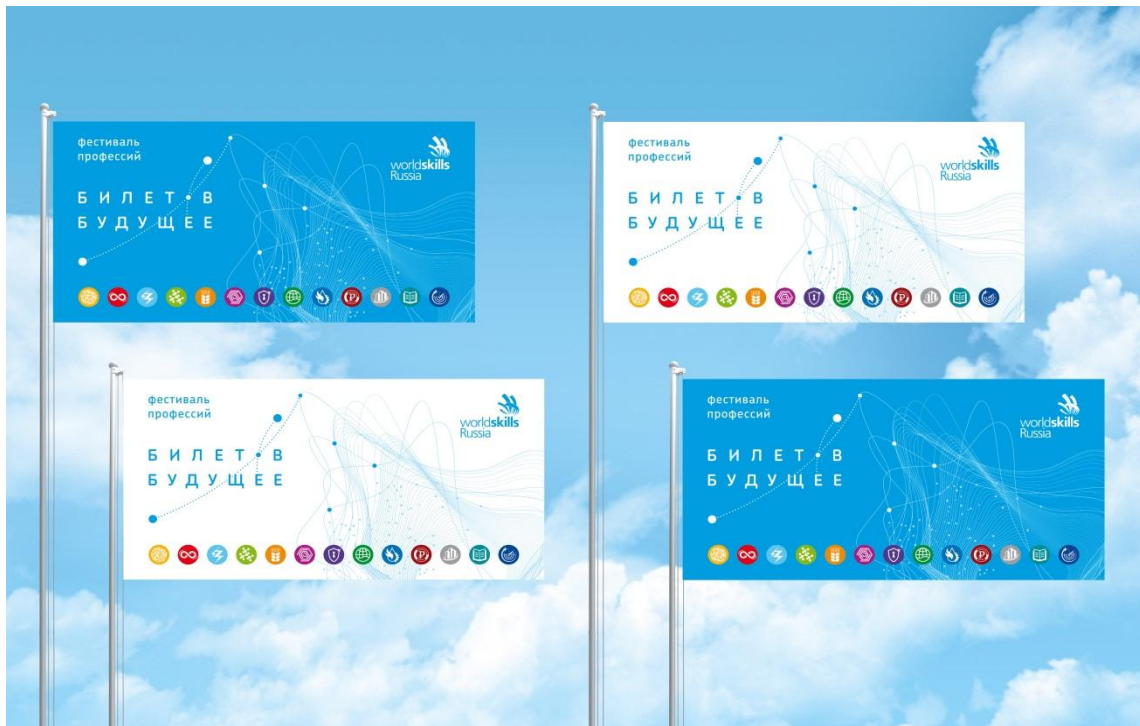 фестиваль
профессий
БИЛЕТ В
БУДУЩЕЕ
worldskills
Russia
фестиваль
профессий
БИЛЕТ В
БУДУЩЕЕ
worldskills
Russia
фестиваль
профессий
БИЛЕТ В
БУДУЩЕЕ
worldskills
Russia
фестиваль
профессий
БИЛЕТ В
БУДУЩЕЕ
worldskills
Russia